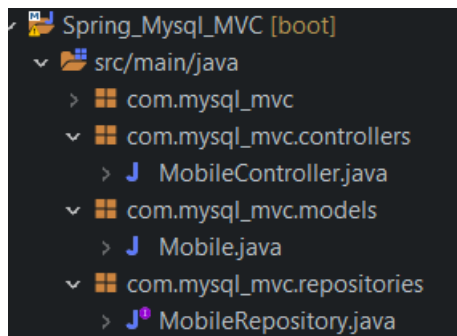 Spring_Mysql_MVC [boot]
src/main/java
com.mysql_mvc
com.mysql_mvc.controllers
MobileController.java
com.mysql_mvc.models
Mobile.java
com.mysql_mvc.repositories
MobileRepository.java